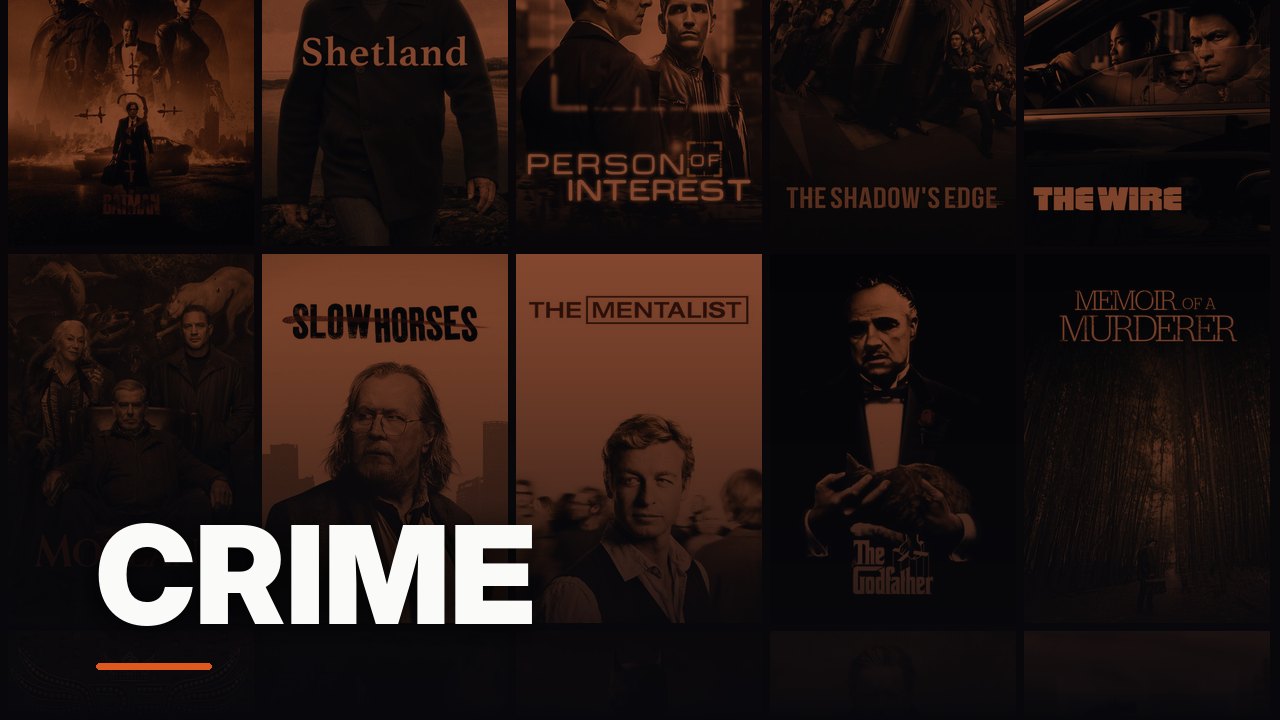 BATMAN
Shetland
PERSON OF
INTEREST
THE SHADOW'S EDGE
THE WIRE
SLOW HORSES
THE MENTALIST
The
Godfather
MEMOIR OF A
MURDERER
CRIME